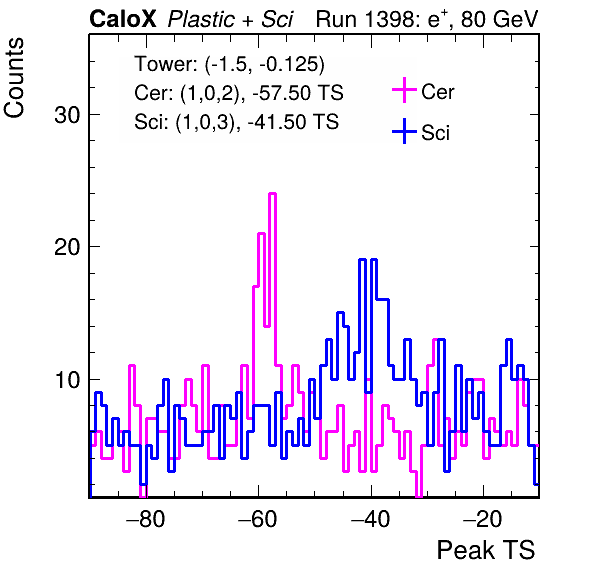 CaloX Plastic + Sci Run 1398: e⁺, 80 GeV
Counts
Tower: (-1.5, -0.125)
Cer: (1,0,2), -57.50 TS
Sci: (1,0,3), -41.50 TS
Cer
Sci
30
20
10
−80 −60 −40 −20
Peak TS